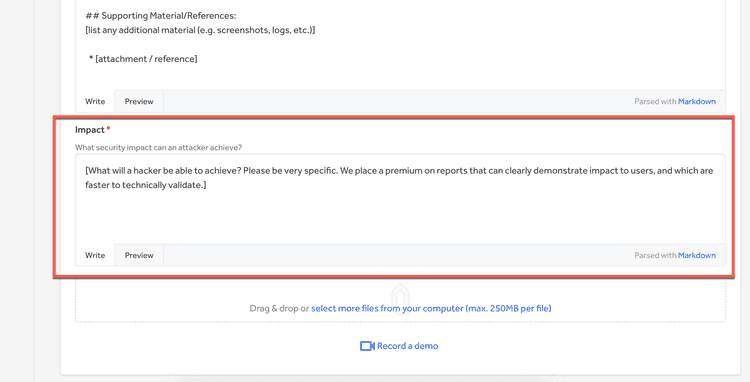 ## Supporting Material/References:
[list any additional material (e.g. screenshots, logs, etc.)]
* [attachment / reference]
Write Preview Parsed with Markdown
Impact *
What security impact can an attacker achieve?
[What will a hacker be able to achieve? Please be very specific. We place a premium on reports that can clearly demonstrate impact to users, and which are
faster to technically validate.]
Write Preview Parsed with Markdown
Drag & drop or select more files from your computer (max. 250MB per file)
Record a demo